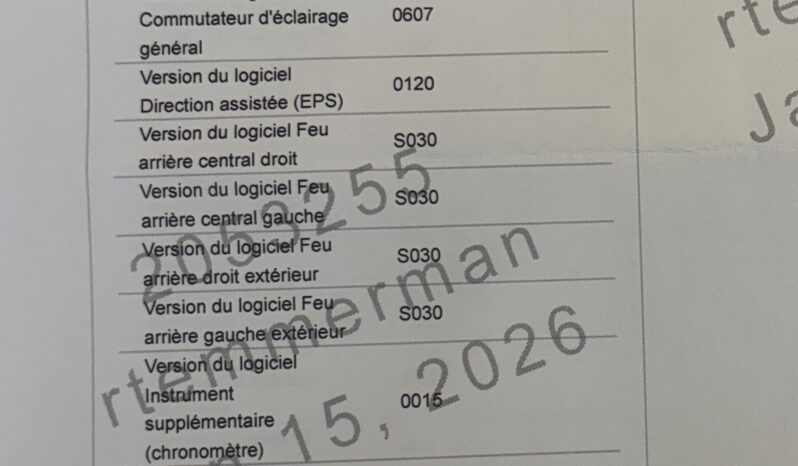 Commutateur d'éclairage
général
0607
Version du logiciel
Direction assistée (EPS)
0120
Version du logiciel Feu
arrière central droit
S030
Version du logiciel Feu
arrière central gauche
S030
Version du logiciel Feu
arrière droit extérieur
S030
Version du logiciel Feu
arrière gauche extérieur
S030
Version du logiciel
Instrument
supplémentaire
(chronomètre)
0015
2053255
rtemmerman
15, 2026
rte
Ja